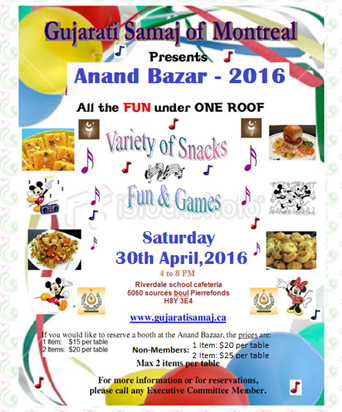 Gujarati Samaj of Montreal
Presents
Anand Bazar - 2016
All the FUN under ONE ROOF
Variety of Snacks
Fun & Games
iStockphoto
Saturday
30th April,2016
4 to 8 PM
Riverdale school cafeteria
5060 sources boul Pierrefonds
H8Y 3E4
www.gujaratisamaj.ca
If you would like to reserve a booth at the Anand Bazaar, the prices are:
1 Item: $15 per table
2 Items: $20 per table
Non-Members: 1 Item: $20 per table
2 Item: $25 per table
Max 2 items per table
For more information or for reservations,
please call any Executive Committee Member.